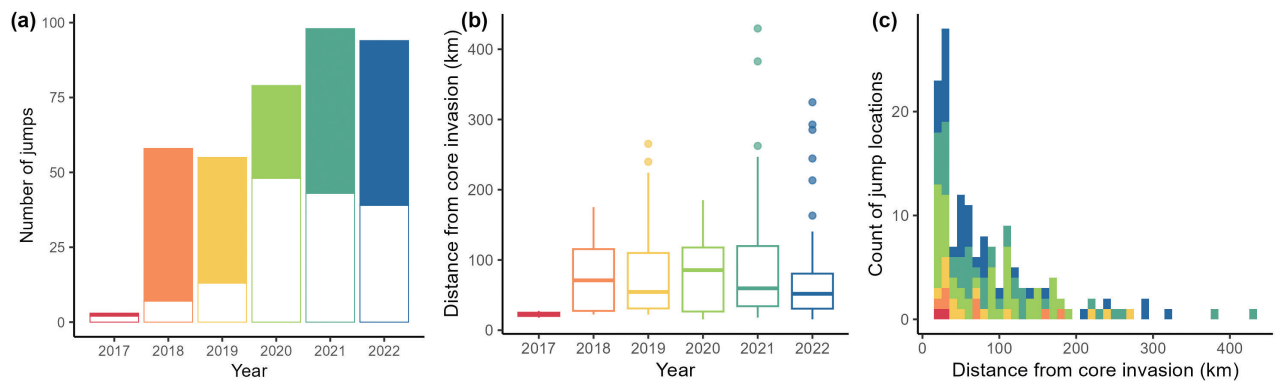 (a)
Number of jumps
100
75
50
25
0
2017 2018 2019 2020 2021 2022
Year
(b)
Distance from core invasion (km)
400
300
200
100
0
2017 2018 2019 2020 2021 2022
Year
(c)
Count of jump locations
20
10
0
0 100 200 300 400
Distance from core invasion (km)